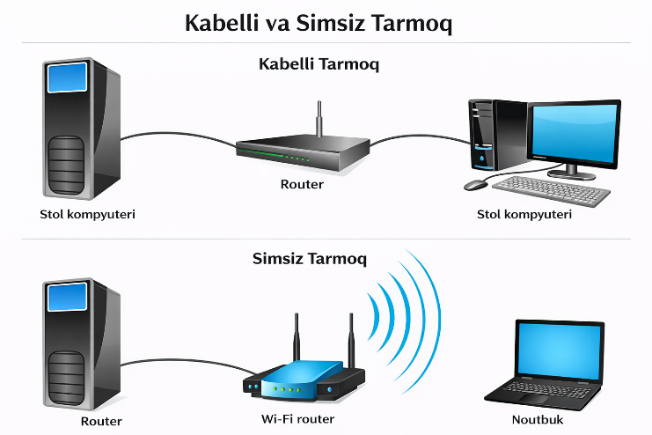 Kabelli va Simsiz Tarmoq
Kabelli Tarmoq
Router
Stol kompyuteri
Stol kompyuteri
Simsiz Tarmoq
Router
Wi-Fi router
Noutbuk